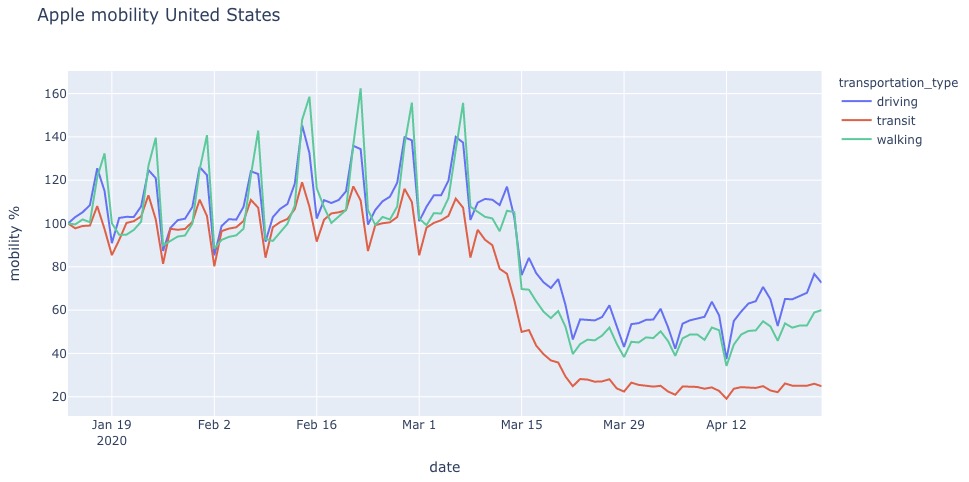 Apple mobility United States
transportation_type
driving
transit
walking
mobility %
160
140
120
100
80
60
40
20
Jan 19
2020
Feb 2
Feb 16
Mar 1
Mar 15
Mar 29
Apr 12
date